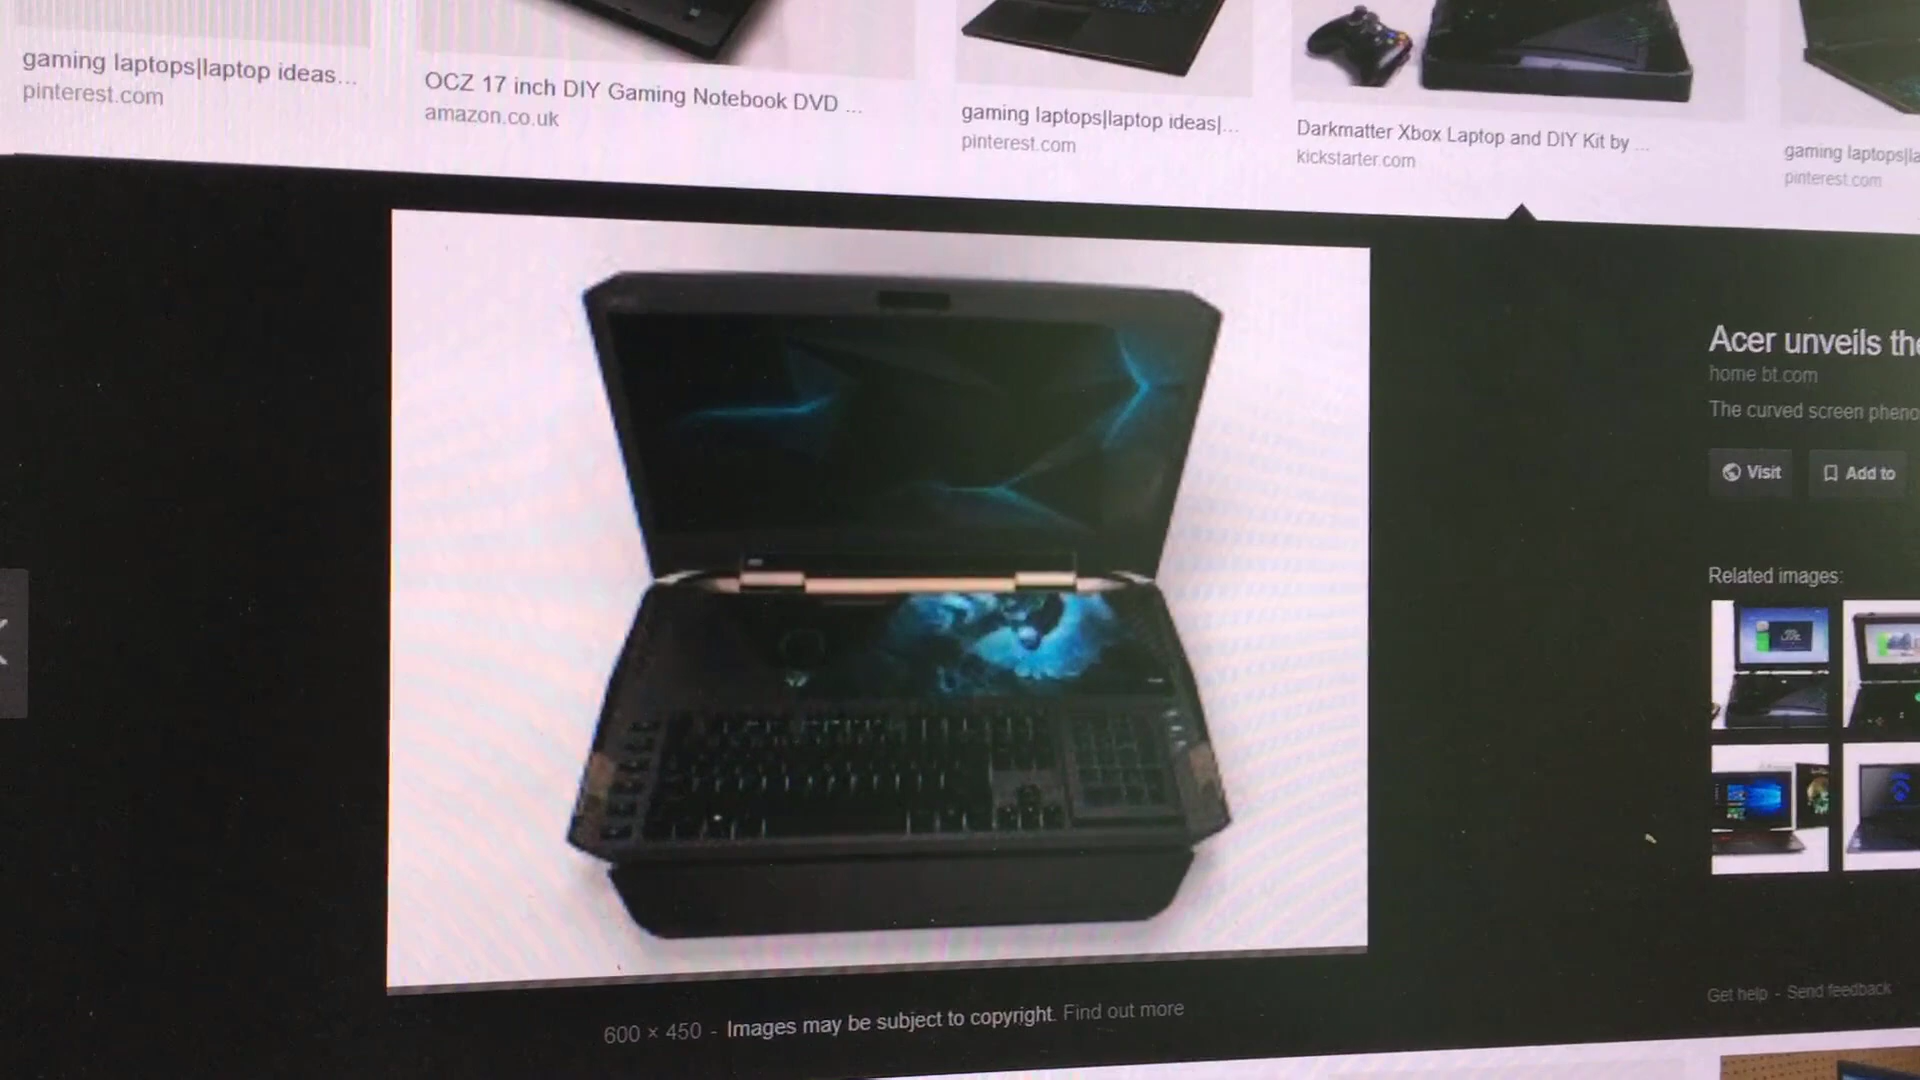 gaming laptops|laptop ideas...
pinterest.com
OCZ 17 inch DIY Gaming Notebook DVD ...
amazon.co.uk
gaming laptops|laptop ideas|...
pinterest.com
Darkmatter Xbox Laptop and DIY Kit by ...
kickstarter.com
gaming laptops|la
pinterest.com
Acer unveils the
home bt.com
The curved screen pheno
Visit
Add to
Related images:
Get help - Send feedback
600 × 450 - Images may be subject to copyright. Find out more